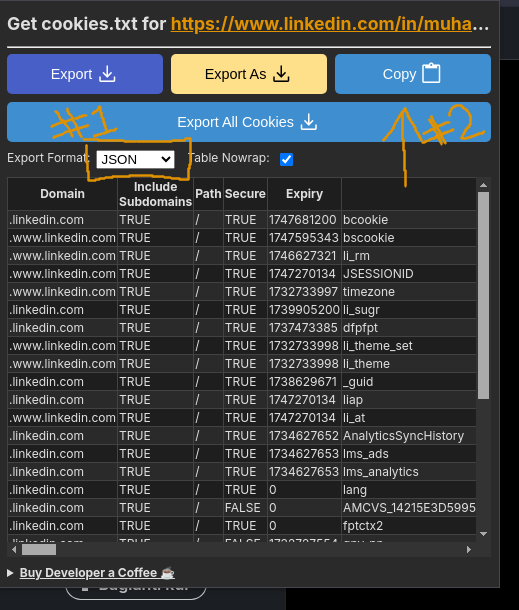 Get cookies.txt for https://www.linkedin.com/in/muha...
Export
Export As
Copy
#1
Export All Cookies
#2
Export Format:
JSON
Table Nowrap:
Domain Include Subdomains Path Secure Expiry
.linkedin.com TRUE / TRUE 1747681200 bcookie
.www.linkedin.com TRUE / TRUE 1747595343 bscookie
.www.linkedin.com TRUE / TRUE 1746627321 li_rm
.www.linkedin.com TRUE / TRUE 1747270134 JSESSIONID
.linkedin.com TRUE / TRUE 1732733997 timezone
.linkedin.com TRUE / TRUE 1739905200 li_sugr
.linkedin.com TRUE / TRUE 1737473385 dfpfpt
.www.linkedin.com TRUE / TRUE 1732733998 li_theme_set
.www.linkedin.com TRUE / TRUE 1732733998 li_theme
.linkedin.com TRUE / TRUE 1738629671 _guid
.linkedin.com TRUE / TRUE 1747270134 liap
.www.linkedin.com TRUE / TRUE 1747270134 li_at
.linkedin.com TRUE / TRUE 1734627652 AnalyticsSyncHistory
.linkedin.com TRUE / TRUE 1734627653 lms_ads
.linkedin.com TRUE / TRUE 1734627653 lms_analytics
.linkedin.com TRUE / TRUE 0 lang
.linkedin.com TRUE / FALSE 0 AMCVS_14215E3D5995
.linkedin.com TRUE / TRUE 0 fptctx2
.linkedin.com TRUE / FALSE
Buy Developer a Coffee ☕